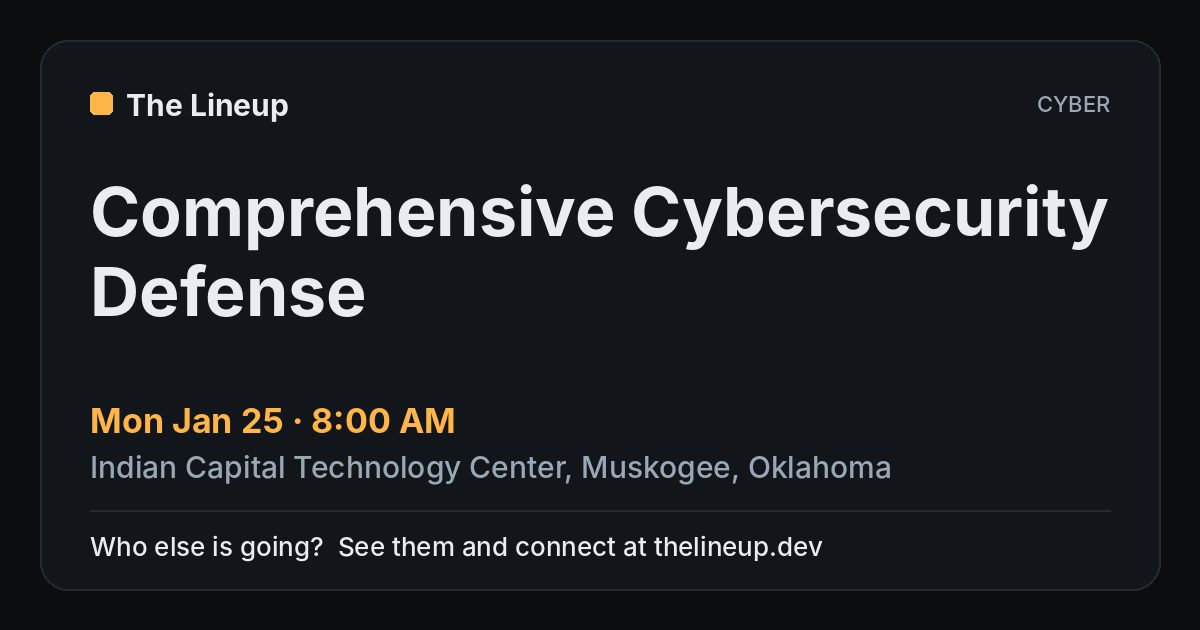 The Lineup
CYBER
Comprehensive Cybersecurity
Defense
Mon Jan 25 · 8:00 AM
Indian Capital Technology Center, Muskogee, Oklahoma
Who else is going? See them and connect at thelineup.dev